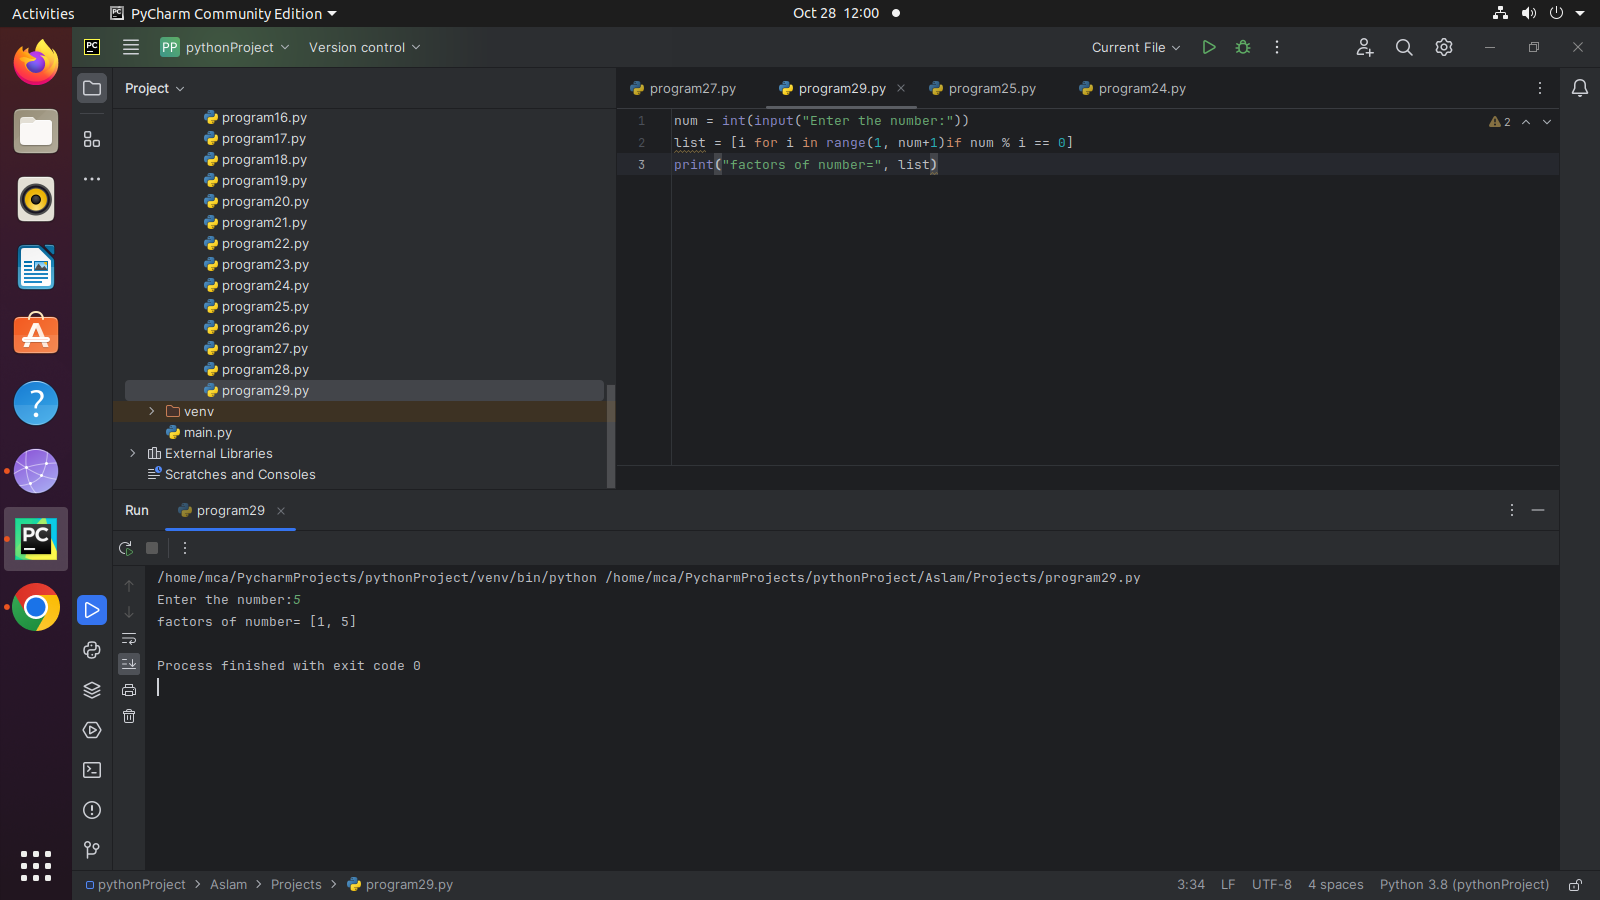 Activities PyCharm Community Edition Oct 28 12:00
PC PP pythonProject Version control Current File
Project program27.py program29.py program25.py program24.py
program16.py
program17.py
program18.py
program19.py
program20.py
program21.py
program22.py
program23.py
program24.py
program25.py
program26.py
program27.py
program28.py
program29.py
venv
main.py
External Libraries
Scratches and Consoles
1 num = int(input("Enter the number:")) 2
2 list = [i for i in range(1, num+1)if num % i == 0]
3 print("factors of number=", list)
Run program29
/home/mca/PycharmProjects/pythonProject/venv/bin/python /home/mca/PycharmProjects/pythonProject/Aslam/Projects/program29.py
Enter the number:5
factors of number= [1, 5]
Process finished with exit code 0
PC
pythonProject > Aslam > Projects > program29.py 3:34 LF UTF-8 4 spaces Python 3.8 (pythonProject)